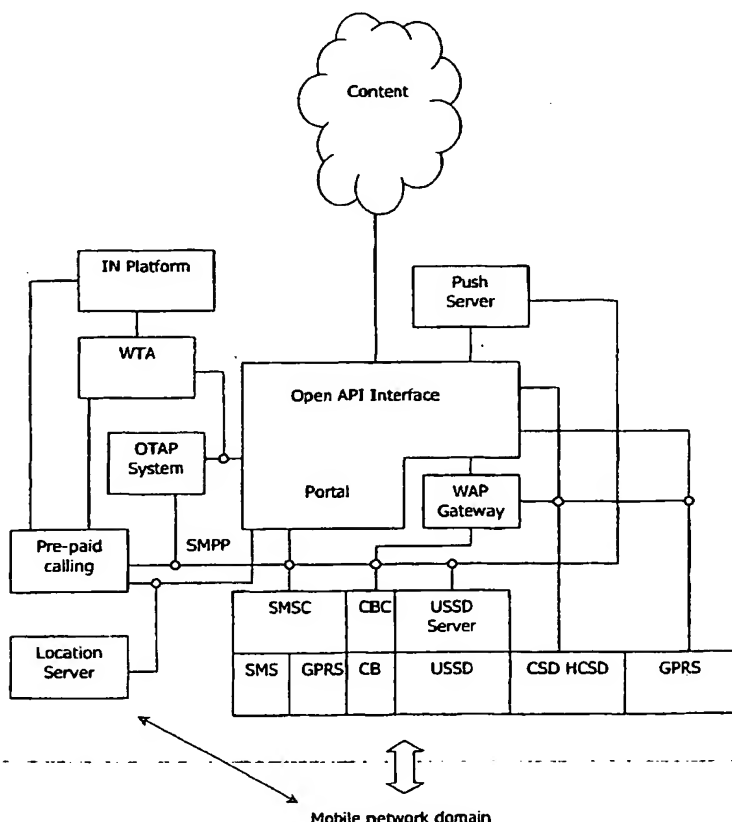 Content
IN Platform
Push
Server
WTA
Open API Interface
OTAP
System
Portal
WAP
Gateway
SMPP
Pre-paid
calling
SMSC
CBC
USSD
Server
Location
Server
SMS
GPRS
CB
USSD
CSD HCSD
GPRS
Mobile network domain